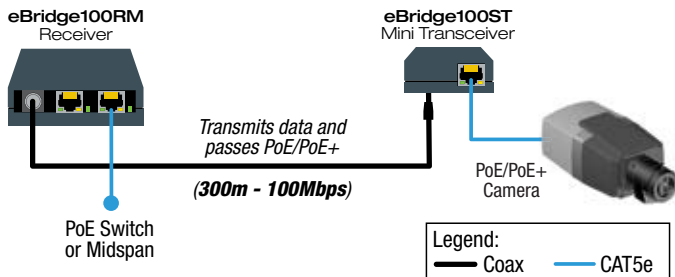 eBridge100RM
Receiver
eBridge100ST
Mini Transceiver
Transmits data and
passes PoE/PoE+
(300m - 100Mbps)
PoE/PoE+
Camera
PoE Switch
or Midspan
Legend:
Coax
CAT5e